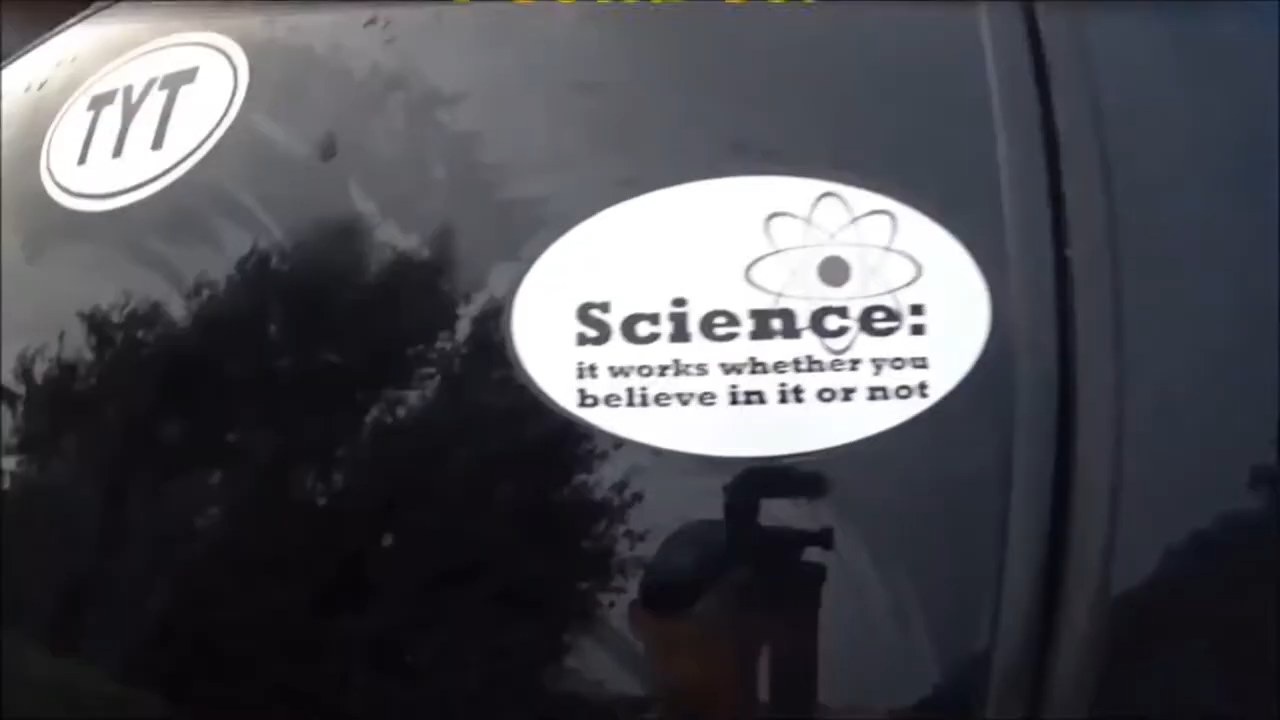 TYT
Science:
it works whether you
believe in it or not